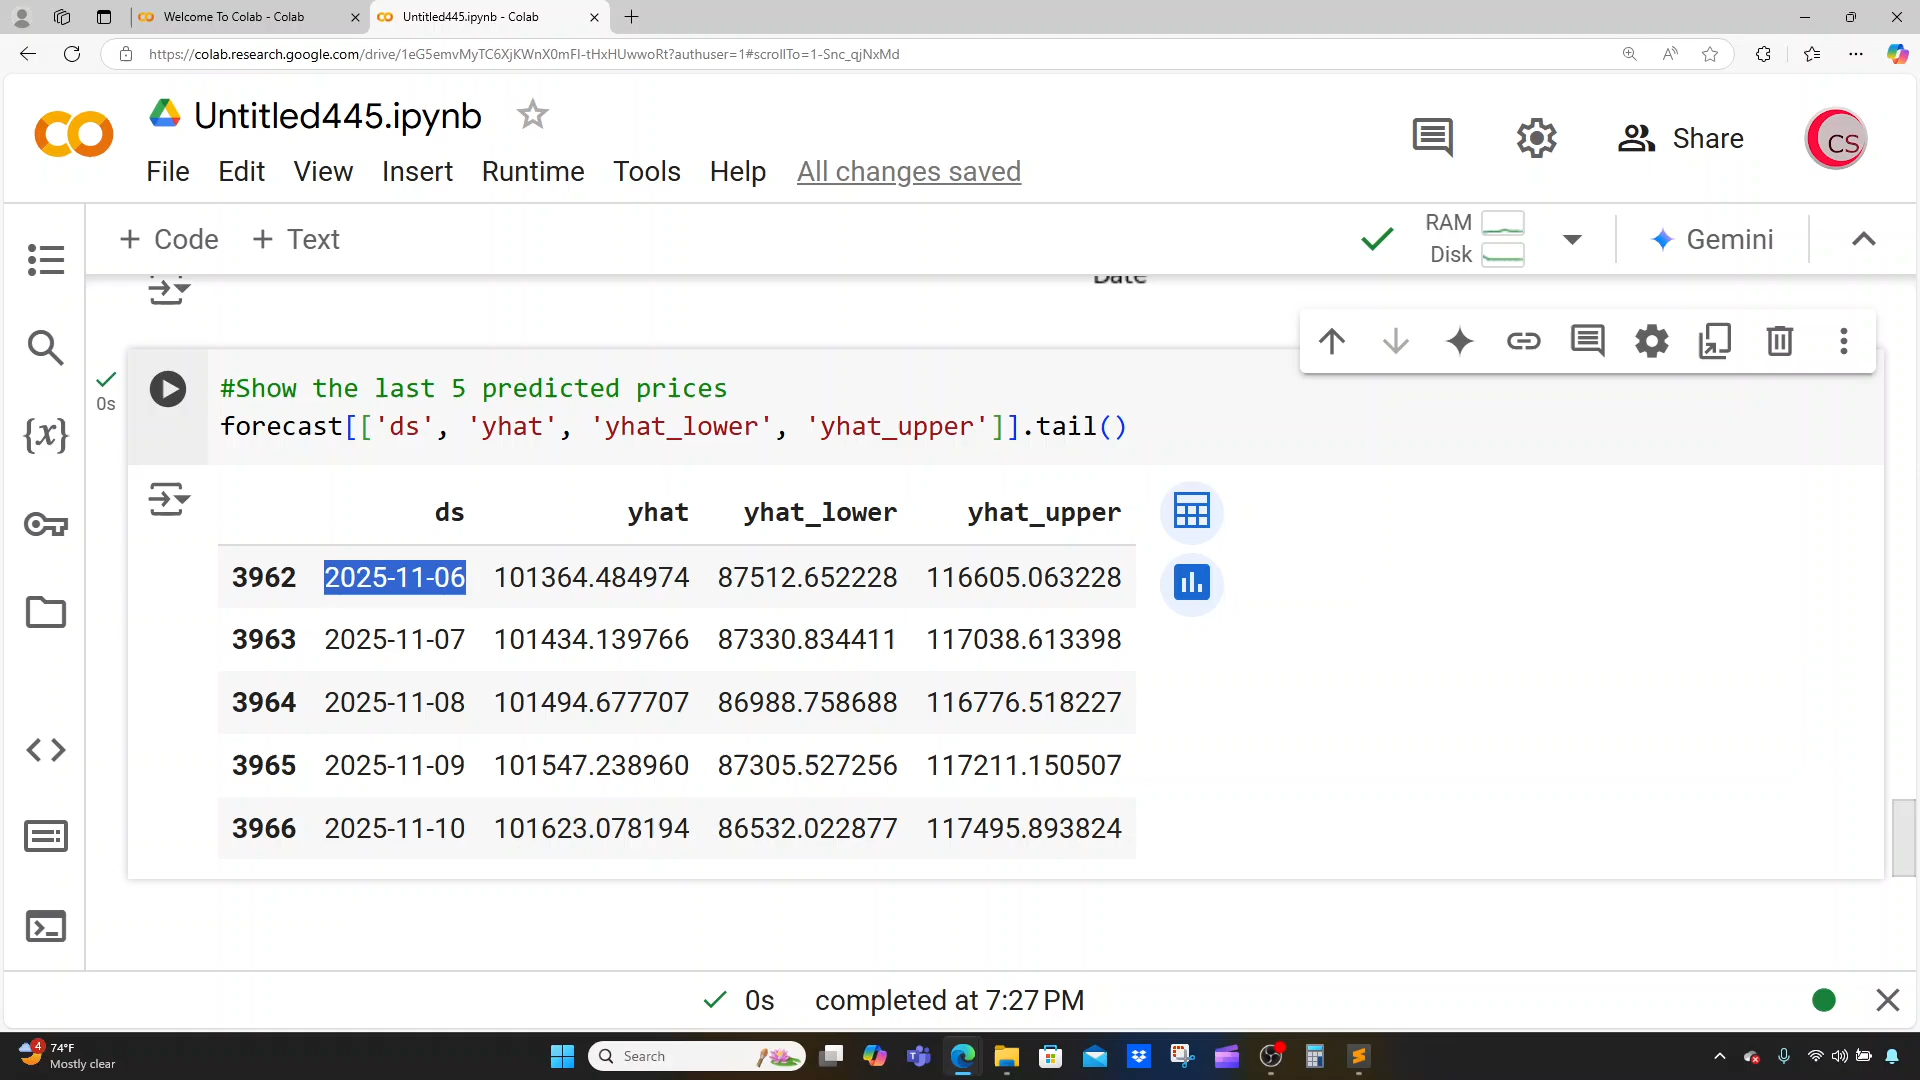 Welcome To Colab - Colab
Untitled445.ipynb - Colab
https://colab.research.google.com/drive/1eG5emvMyTC6XjKWnX0mFl-tHxHUwwoRt?authuser=1#scrollTo=1-Snc_qjNxMd
Untitled445.ipynb
File Edit View Insert Runtime Tools Help All changes saved
Share
CS
+ Code + Text
RAM
Disk
Gemini
Date
0s
#Show the last 5 predicted prices
forecast[['ds', 'yhat', 'yhat_lower', 'yhat_upper']].tail()
{x}
ds yhat yhat_lower yhat_upper
3962 2025-11-06 101364.484974 87512.652228 116605.063228
3963 2025-11-07 101434.139766 87330.834411 117038.613398
3964 2025-11-08 101494.677707 86988.758688 116776.518227
3965 2025-11-09 101547.238960 87305.527256 117211.150507
3966 2025-11-10 101623.078194 86532.022877 117495.893824
0s completed at 7:27 PM
4
74°F
Mostly clear
Search